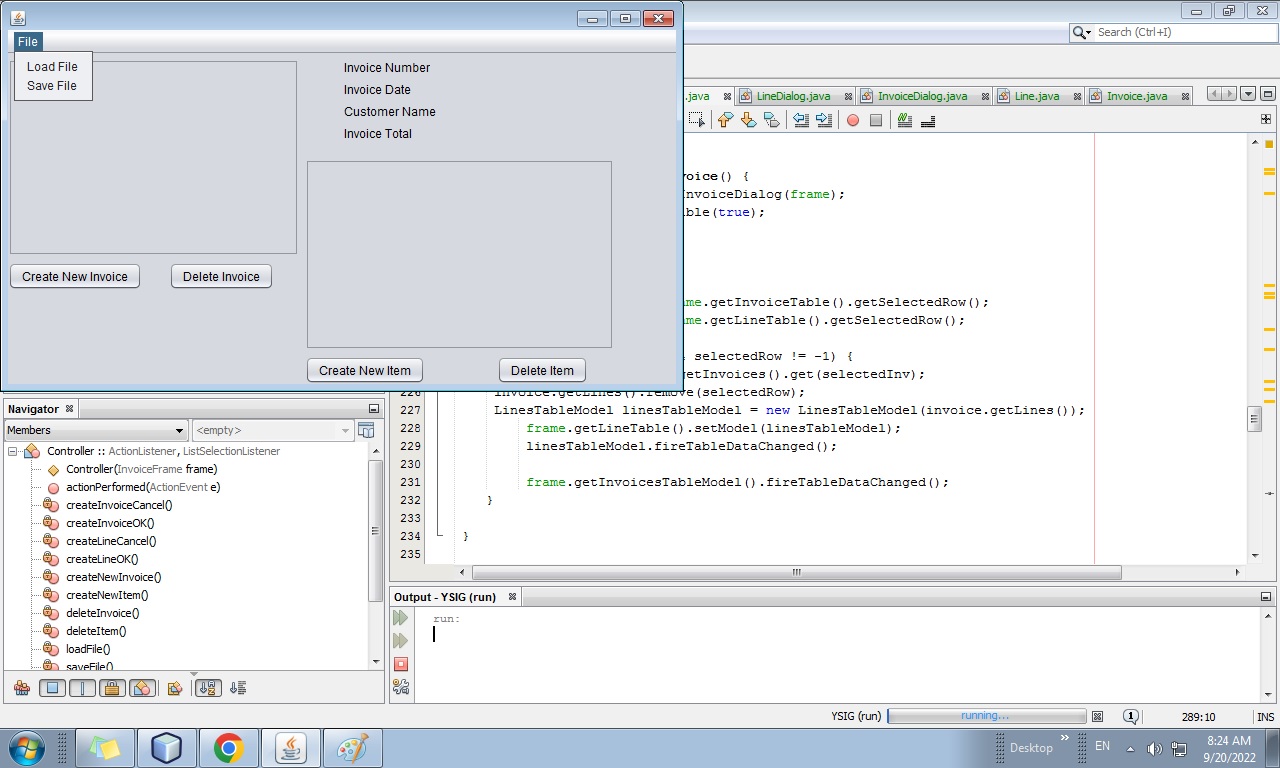 File
Load File
Save File
Invoice Number
Invoice Date
Customer Name
Invoice Total
Create New Invoice
Delete Invoice
Create New Item
Delete Item
Search (Ctrl+I)
.java
LineDialog.java
InvoiceDialog.java
Line.java
Invoice.java
voice() {
InvoiceDialog(frame);
ble(true);
me.getInvoiceTable().getSelectedRow();
me.getLineTable().getSelectedRow();
selectedRow != -1) {
getInvoices().get(selectedInv);
226 invoice.getLines().remove(selectedRow);
227 LinesTableModel linesTableModel = new LinesTableModel(invoice.getLines());
228 frame.getLineTable().setModel(linesTableModel);
229 linesTableModel.fireTableDataChanged();
230
231 frame.getInvoicesTableModel().fireTableDataChanged();
232 }
233
234 }
235
Navigator
Members
<empty>
Controller :: ActionListener, ListSelectionListener
Controller(InvoiceFrame frame)
actionPerformed(ActionEvent e)
createInvoiceCancel()
createInvoiceOK()
createLineCancel()
createLineOK()
createNewInvoice()
createNewItem()
deleteInvoice()
deleteItem()
loadFile()
saveFile()
Output - YSIG (run)
run:
YSIG (run)
running...
1
289:10
INS
Desktop
»
EN
8:24 AM
9/20/2022